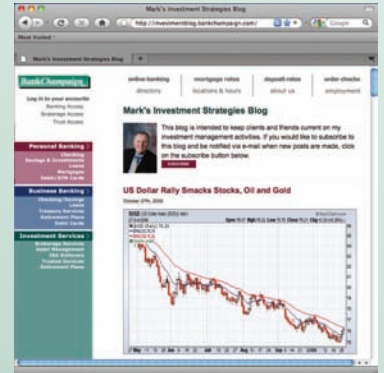 Mark's Investment Strategies Blog
http://investmentblog.bankchampaign.com/
Google
Most Visited
Mark's Investment Strategies Blog
BankChampaign
online banking
mortgage rates
deposit rates
order checks
directory
locations & hours
about us
employment
Log in to your accounts
Banking Access
Brokerage Access
Trust Access
Mark's Investment Strategies Blog
This blog is intended to keep clients and friends current on my
investment management activities. If you would like to subscribe to
this blog and be notified via e-mail when new posts are made, click
on the subscribe button below.
SUBSCRIBE
Personal Banking
Checking
Savings & Investments
Loans
Mortgages
Debit/ATM Cards
Business Banking
Checking/Savings
Loans
Treasury Services
Retirement Plans
Debit Cards
Investment Services
Brokerage Services
Asset Management
IRA Rollovers
Trustee Services
Retirement Plans
US Dollar Rally Smacks Stocks, Oil and Gold